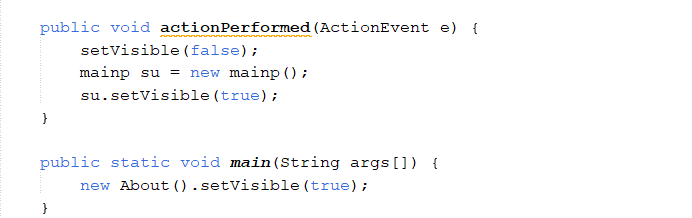 public void actionPerformed(ActionEvent e) {
    setVisible(false);
    mainp su = new mainp();
    su.setVisible(true);
}
public static void main(String args[]) {
    new About().setVisible(true);
}